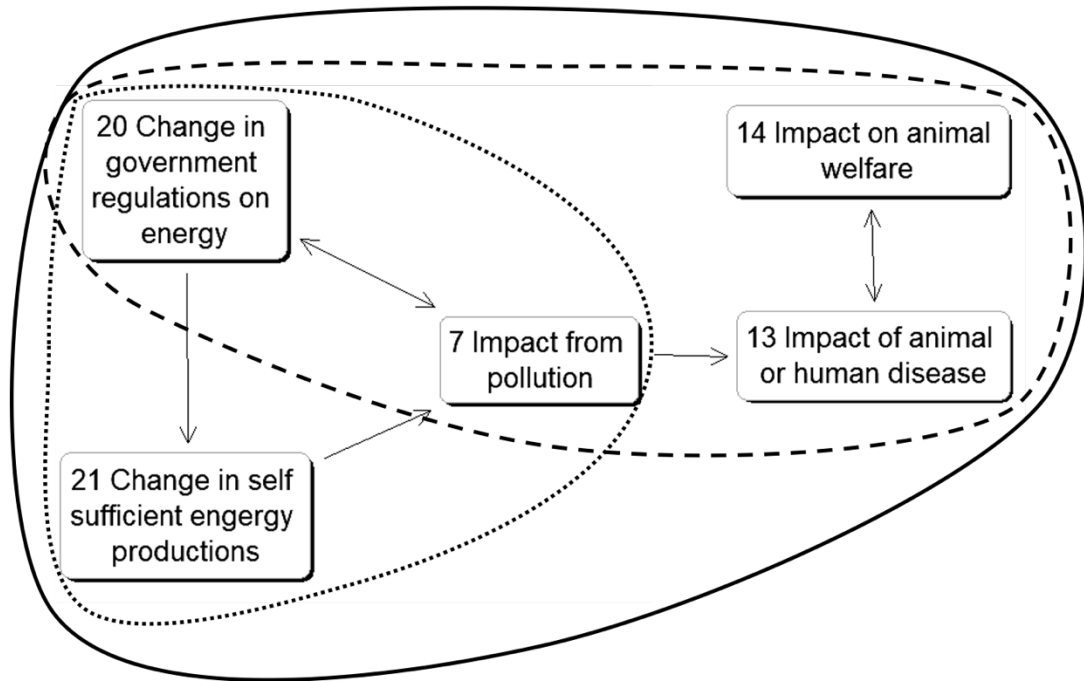 20 Change in
government
regulations on
energy
14 Impact on animal
welfare
7 Impact from
pollution
13 Impact of animal
or human disease
21 Change in self
sufficient engergy
productions